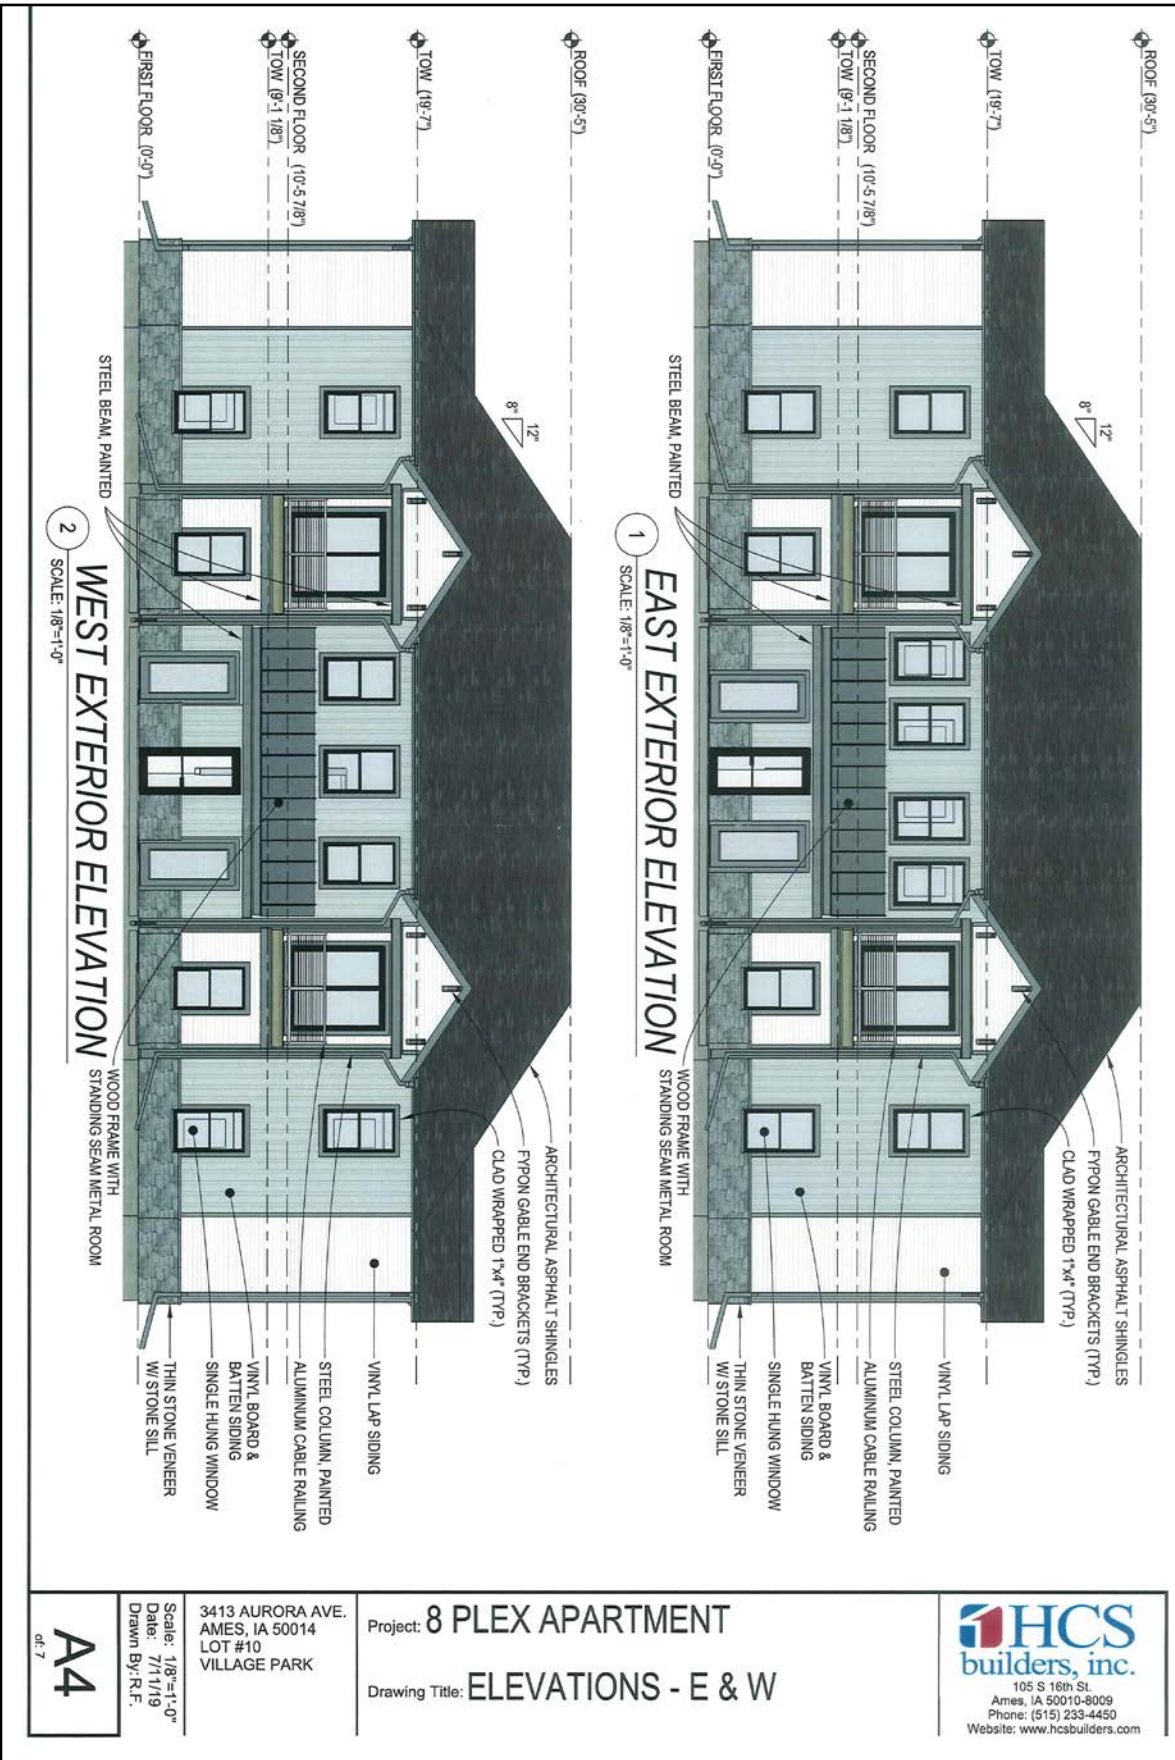 ROOF (30'-5")
TOW (19'-7")
SECOND FLOOR (10'-5 7/8")
TOW (9'-1 1/8")
FIRST FLOOR (0'-0")
8"
12"
STEEL BEAM, PAINTED
1
EAST EXTERIOR ELEVATION
SCALE: 1/8"=1'-0"
WOOD FRAME WITH
STANDING SEAM METAL ROOM
ARCHITECTURAL ASPHALT SHINGLES
FYPON GABLE END BRACKETS (TYP.)
CLAD WRAPPED 1"x4" (TYP.)
VINYL LAP SIDING
STEEL COLUMN, PAINTED
ALUMINUM CABLE RAILING
VINYL BOARD &
BATTEN SIDING
SINGLE HUNG WINDOW
THIN STONE VENEER
W/ STONE SILL
ROOF (30'-5")
TOW (19'-7")
SECOND FLOOR (10'-5 7/8")
TOW (9'-1 1/8")
FIRST FLOOR (0'-0")
8"
12"
STEEL BEAM, PAINTED
2
WEST EXTERIOR ELEVATION
SCALE: 1/8"=1'-0"
WOOD FRAME WITH
STANDING SEAM METAL ROOM
ARCHITECTURAL ASPHALT SHINGLES
FYPON GABLE END BRACKETS (TYP.)
CLAD WRAPPED 1"x4" (TYP.)
VINYL LAP SIDING
STEEL COLUMN, PAINTED
ALUMINUM CABLE RAILING
VINYL BOARD &
BATTEN SIDING
SINGLE HUNG WINDOW
THIN STONE VENEER
W/ STONE SILL
HCS
builders, inc.
105 S 16th St.
Ames, IA 50010-8009
Phone: (515) 233-4450
Website: www.hcsbuilders.com
Project: 8 PLEX APARTMENT
Drawing Title: ELEVATIONS - E & W
3413 AURORA AVE.
AMES, IA 50014
LOT #10
VILLAGE PARK
Scale: 1/8"=1'-0"
Date: 7/11/19
Drawn By: R.F.
A4
of: 7